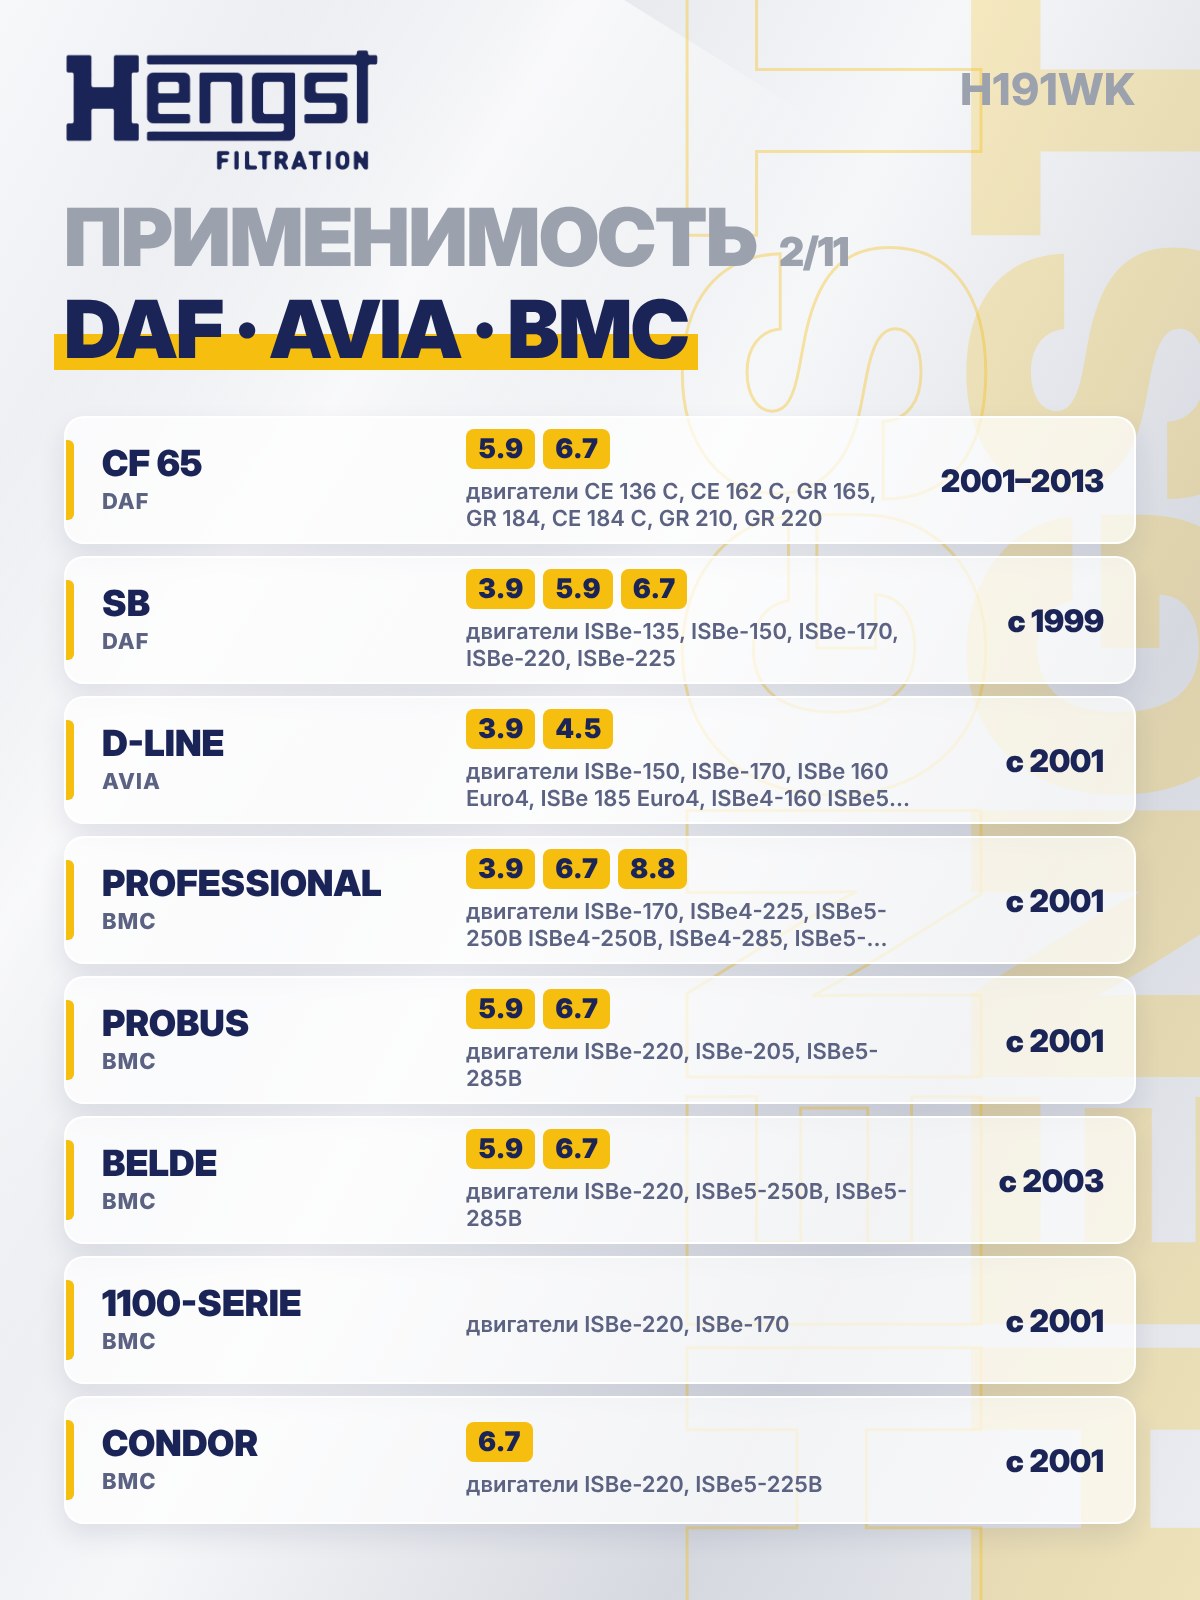 Hengst
FILTRATION
H191WK
ПРИМЕНИМОСТЬ 2/11
DAF · AVIA · BMC
CF 65
DAF
5.9 6.7
двигатели CE 136 C, CE 162 C, GR 165,
GR 184, CE 184 C, GR 210, GR 220
2001–2013
SB
DAF
3.9 5.9 6.7
двигатели ISBe-135, ISBe-150, ISBe-170,
ISBe-220, ISBe-225
с 1999
D-LINE
AVIA
3.9 4.5
двигатели ISBe-150, ISBe-170, ISBe 160
Euro4, ISBe 185 Euro4, ISBe4-160 ISBe5...
с 2001
PROFESSIONAL
BMC
3.9 6.7 8.8
двигатели ISBe-170, ISBe4-225, ISBe5-
250B ISBe4-250B, ISBe4-285, ISBe5-...
с 2001
PROBUS
BMC
5.9 6.7
двигатели ISBe-220, ISBe-205, ISBe5-
285B
с 2001
BELDE
BMC
5.9 6.7
двигатели ISBe-220, ISBe5-250B, ISBe5-
285B
с 2003
1100-SERIE
BMC
двигатели ISBe-220, ISBe-170
с 2001
CONDOR
BMC
6.7
двигатели ISBe-220, ISBe5-225B
с 2001
HENGST
HENGST